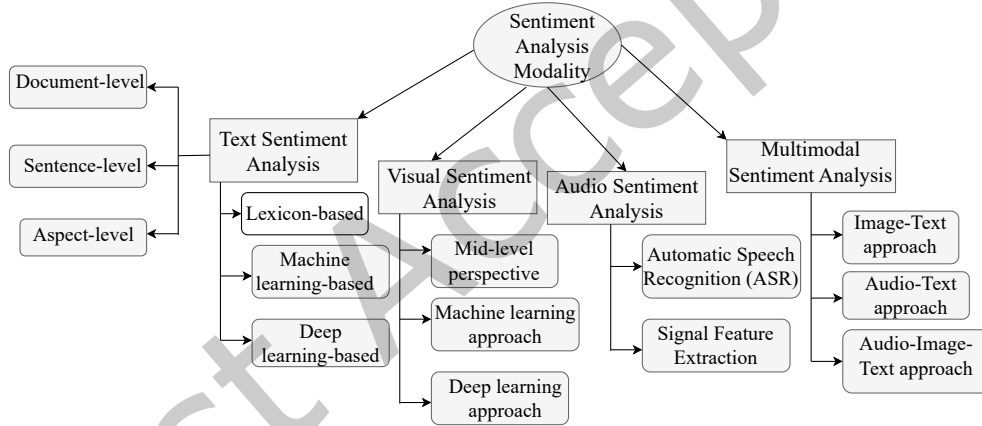 Sentiment
Analysis
Modality
Document-level
Sentence-level
Aspect-level
Text Sentiment
Analysis
Lexicon-based
Machine
learning-based
Deep
learning-based
Visual Sentiment
Analysis
Mid-level
perspective
Machine learning
approach
Deep learning
approach
Audio Sentiment
Analysis
Automatic Speech
Recognition (ASR)
Signal Feature
Extraction
Multimodal
Sentiment Analysis
Image-Text
approach
Audio-Text
approach
Audio-Image-
Text approach
st Accep